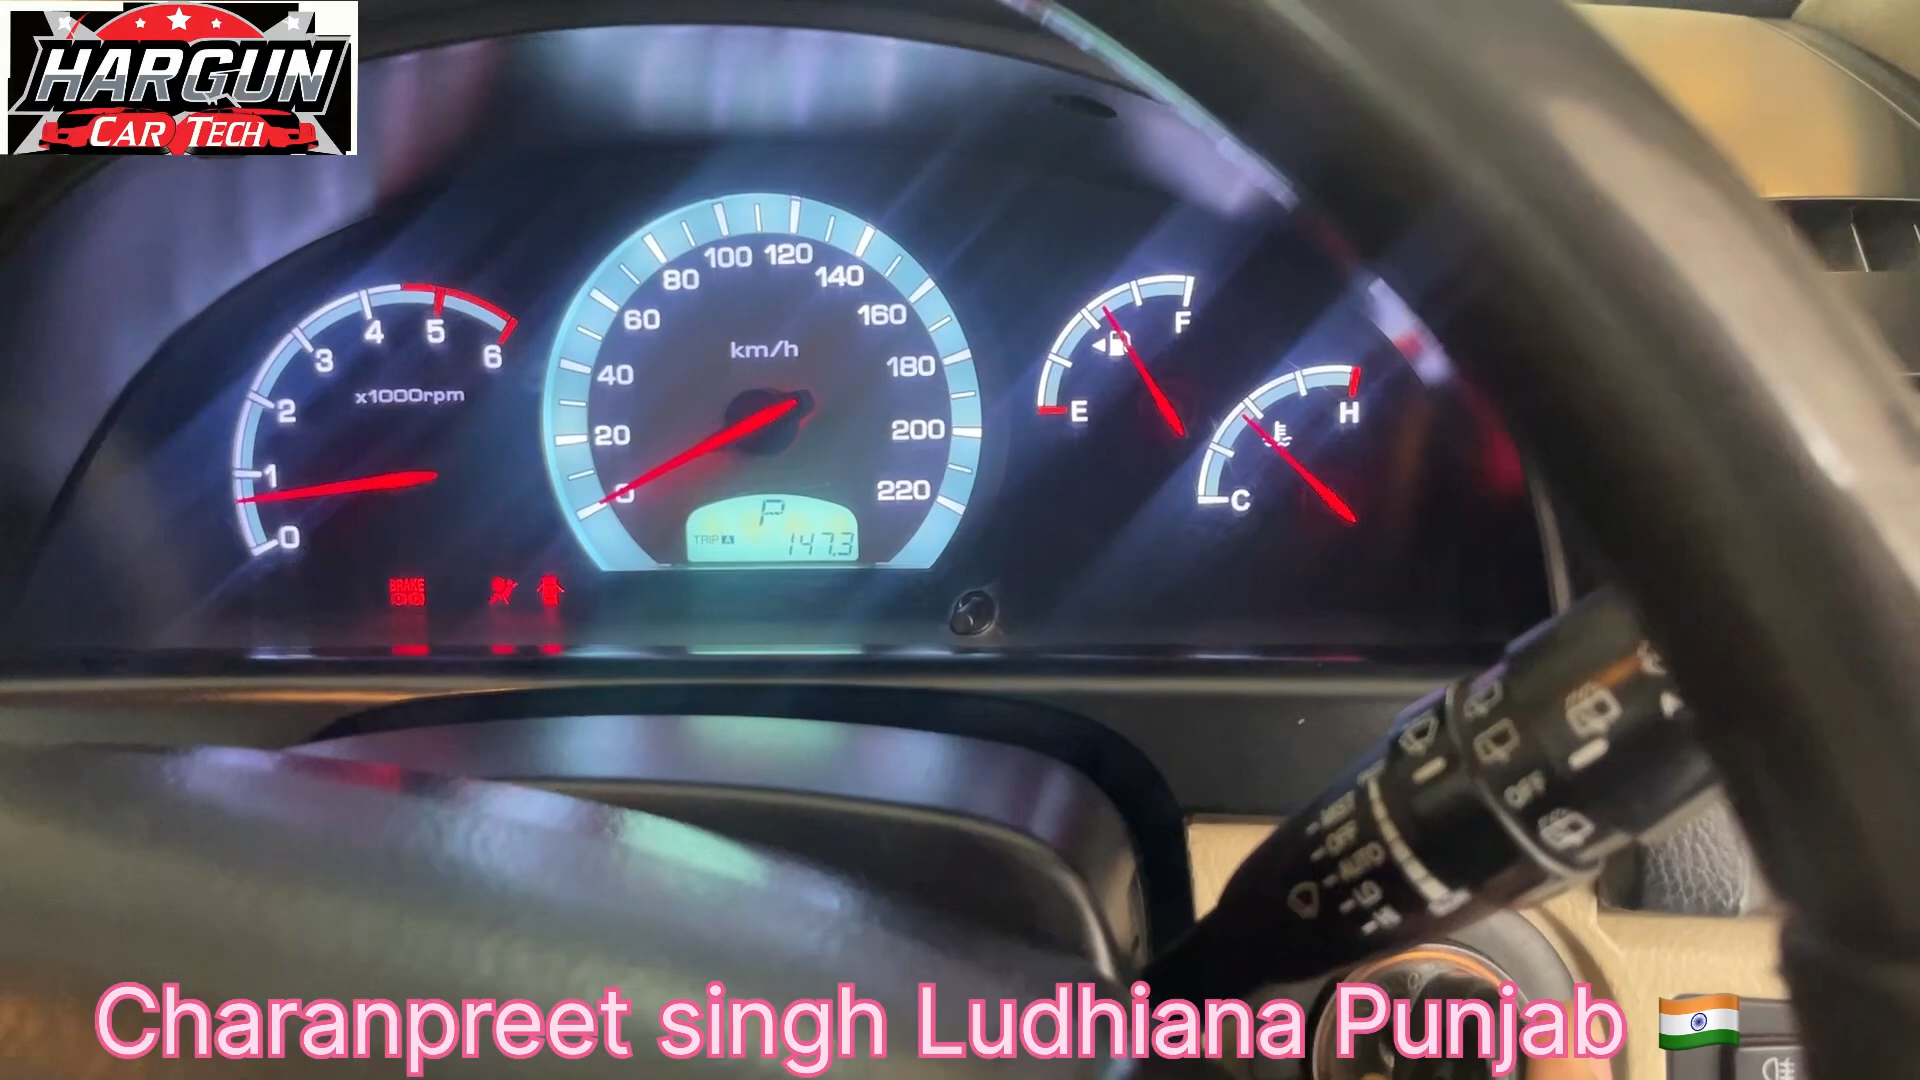 HARGUN
CAR TECH
0
1
2
3
4
5
6
x1000rpm
0
20
40
60
80
100
120
140
160
180
200
220
km/h
P
TRIP A 147.3
E
F
C
H
BRAKE
OFF
MIST
OFF
AUTO
LO
HI
Charanpreet singh Ludhiana Punjab 🇮🇳